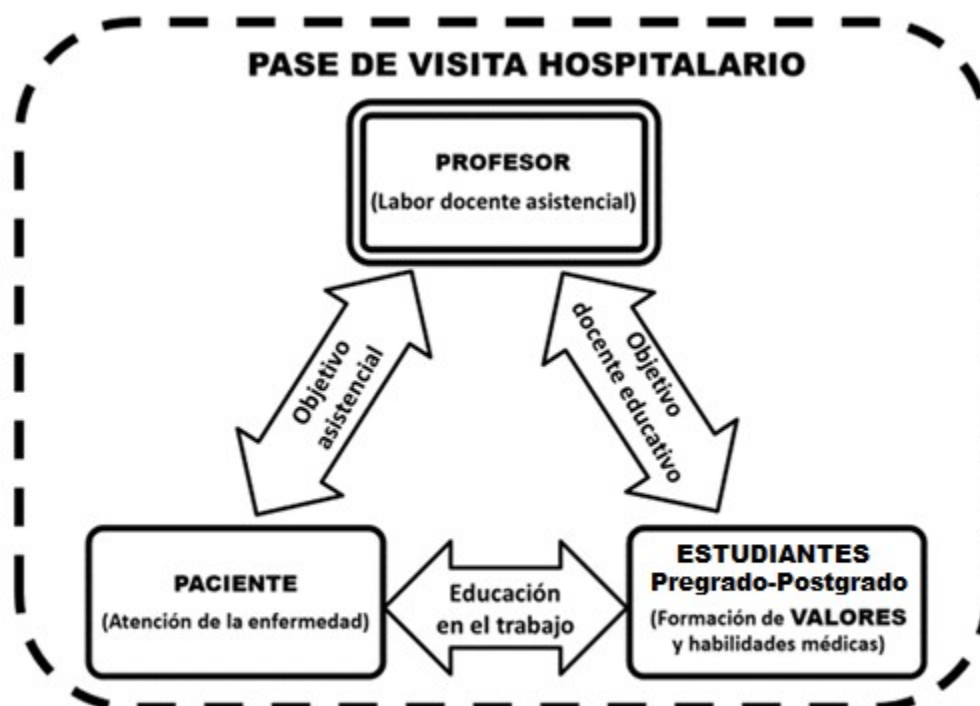 PASE DE VISITA HOSPITALARIO
PROFESOR
(Labor docente asistencial)
Objetivo
asistencial
Objetivo
docente educativo
PACIENTE
(Atención de la enfermedad)
Educación
en el trabajo
ESTUDIANTES
Pregrado-Postgrado
(Formación de VALORES
y habilidades médicas)